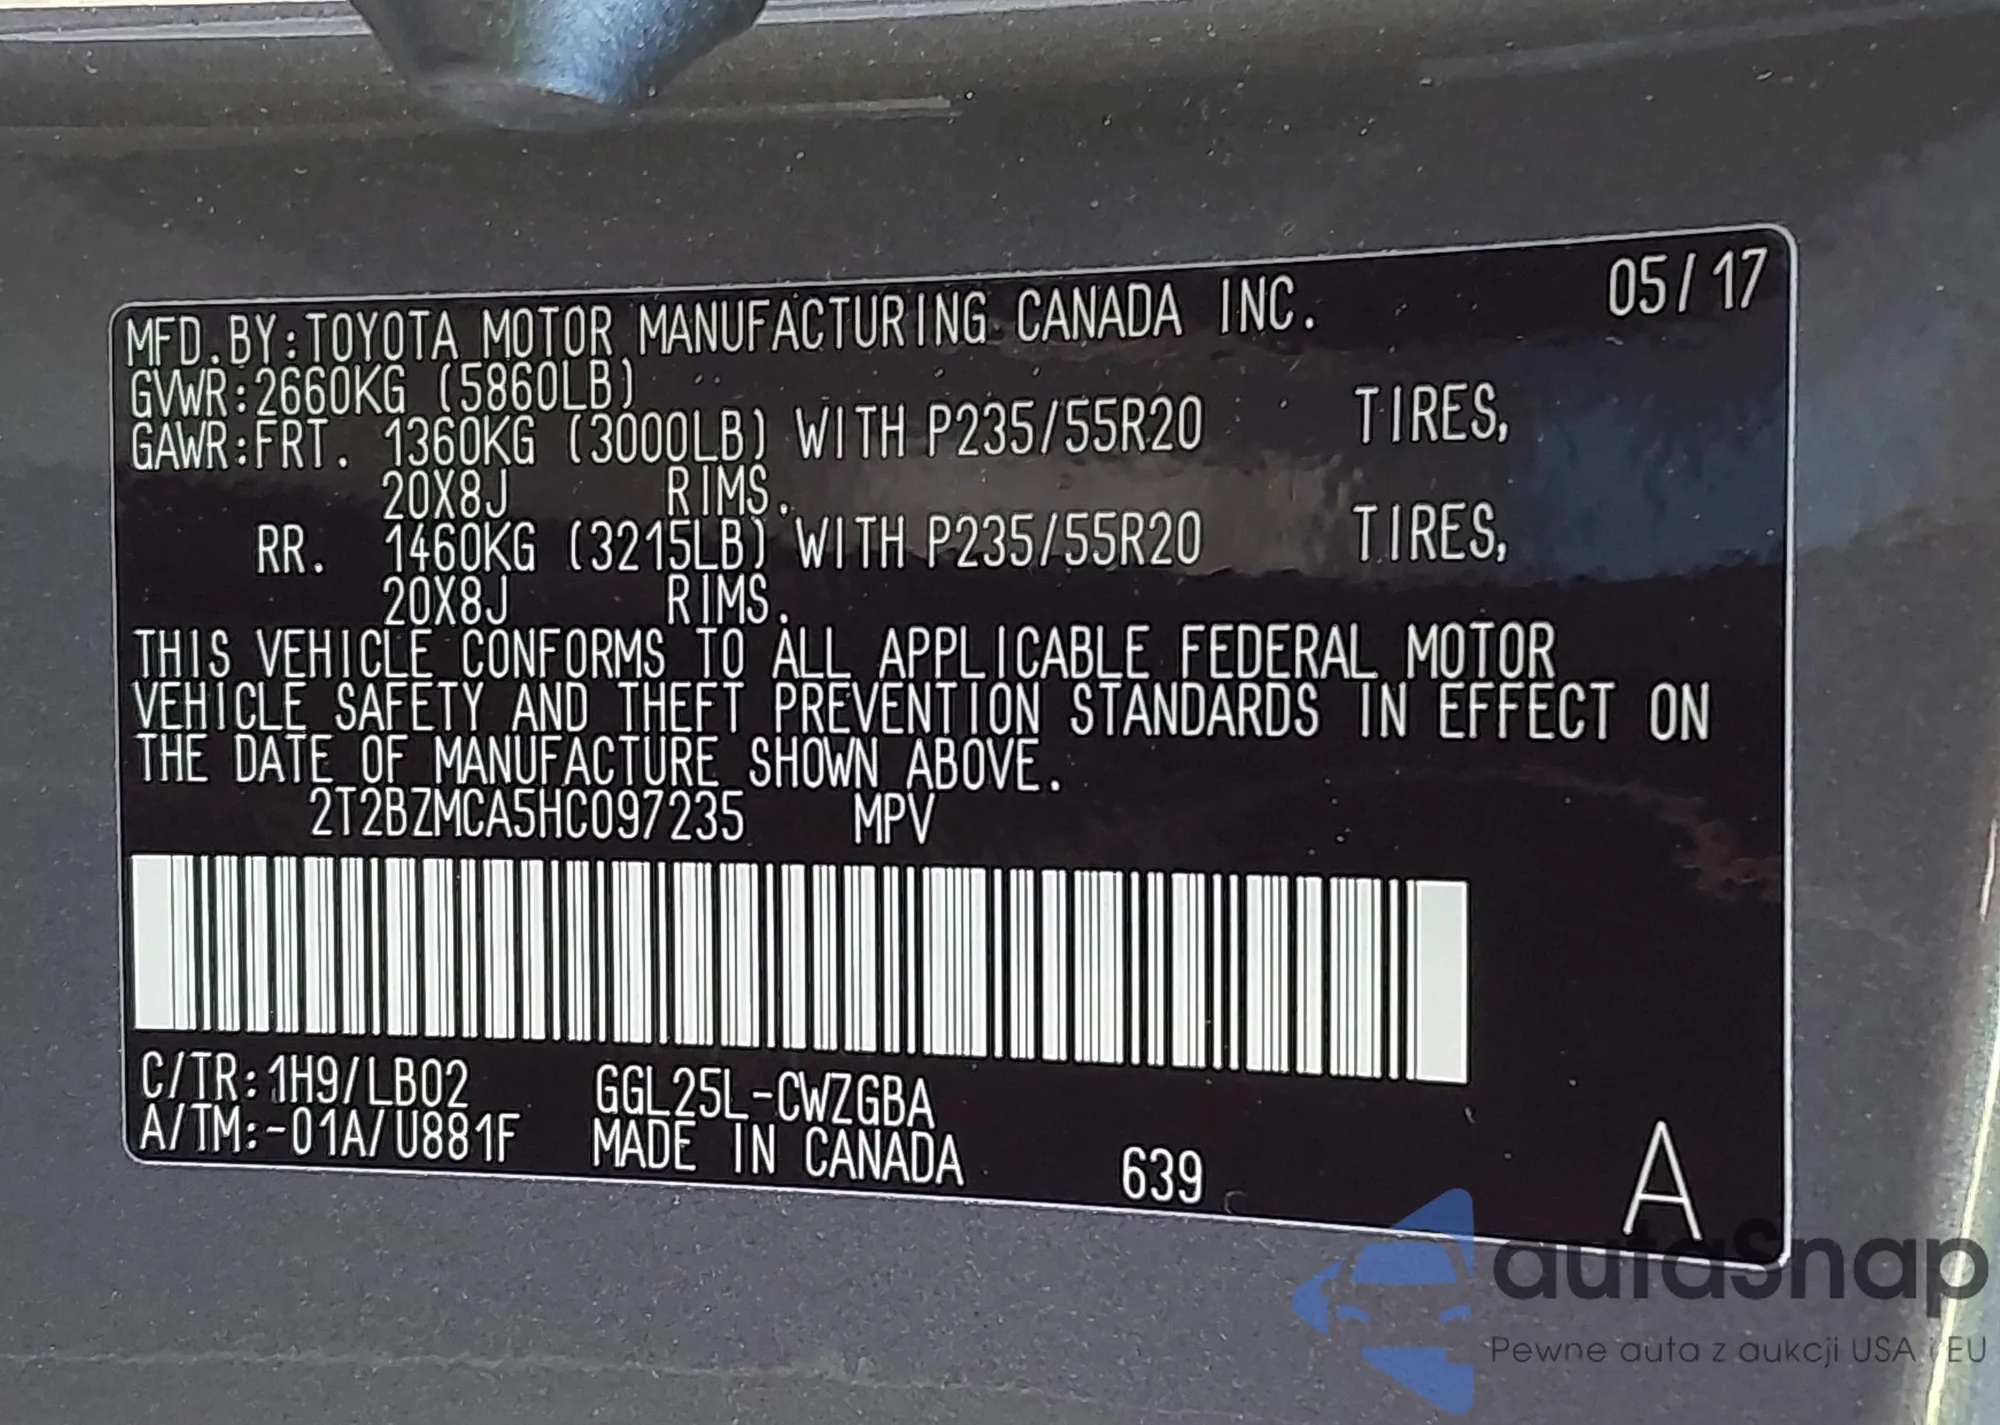 MFD.BY:TOYOTA MOTOR MANUFACTURING CANADA INC. 05/17
GVWR:2660KG (5860LB)
GAWR:FRT. 1360KG (3000LB) WITH P235/55R20 TIRES,
20X8J RIMS.
RR. 1460KG (3215LB) WITH P235/55R20 TIRES,
20X8J RIMS.
THIS VEHICLE CONFORMS TO ALL APPLICABLE FEDERAL MOTOR
VEHICLE SAFETY AND THEFT PREVENTION STANDARDS IN EFFECT ON
THE DATE OF MANUFACTURE SHOWN ABOVE.
2T2BZMCA5HC097235 MPV
C/TR:1H9/LB02 GGL25L-CWZGBA
A/TM:-01A/U881F MADE IN CANADA 639 A
autaSnap
Pewne auta z aukcji USA i EU